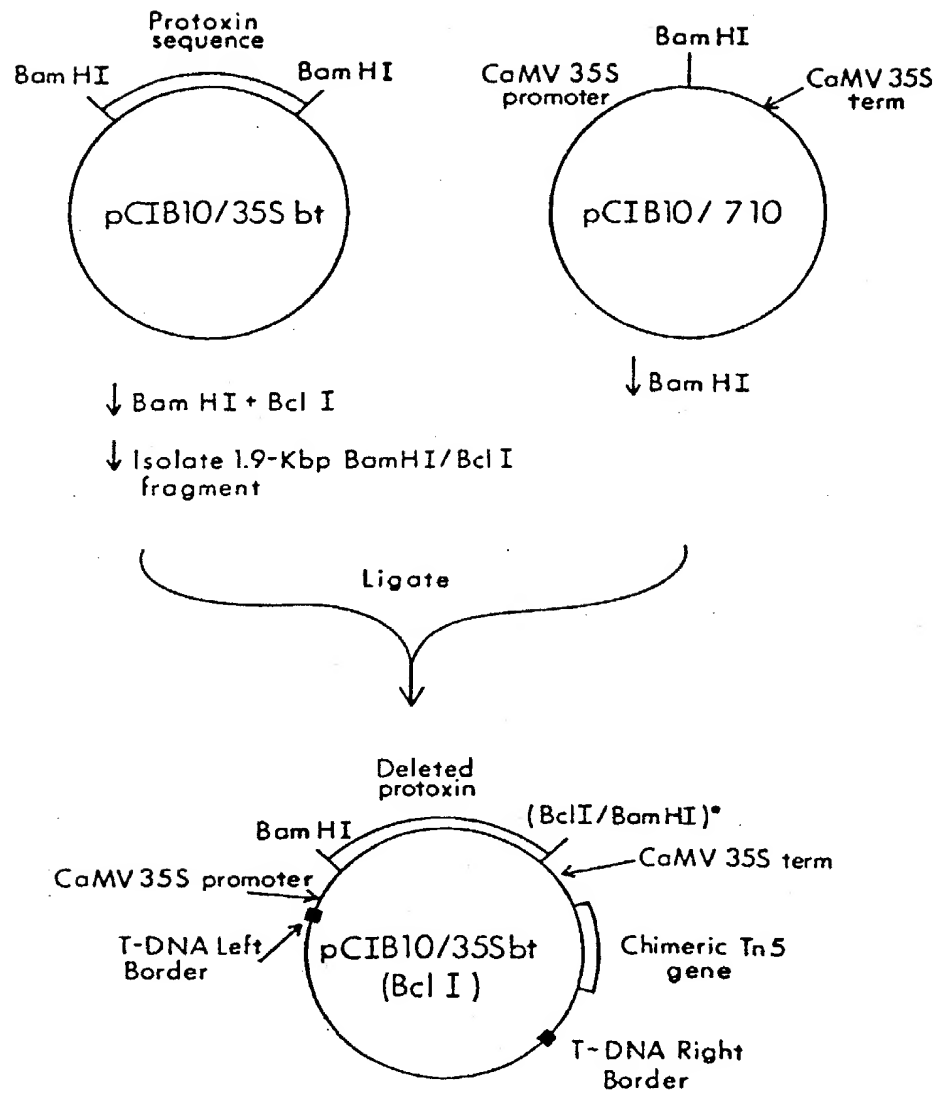 Protoxin
sequence
Bam HI
Bam HI
pCIB10/35S bt
Bam HI
CaMV 35S
promoter
CaMV 35S
term
pCIB10/ 710
↓ Bam HI + Bcl I
↓ Isolate 1.9-Kbp BamHI/Bcl I
fragment
↓ Bam HI
Ligate
Deleted
protoxin
Bam HI
(BclI/BamHI)*
CaMV 35S promoter
CaMV 35S term
T-DNA Left
Border
pCIB10/35Sbt
(Bcl I)
Chimeric Tn5
gene
T-DNA Right
Border